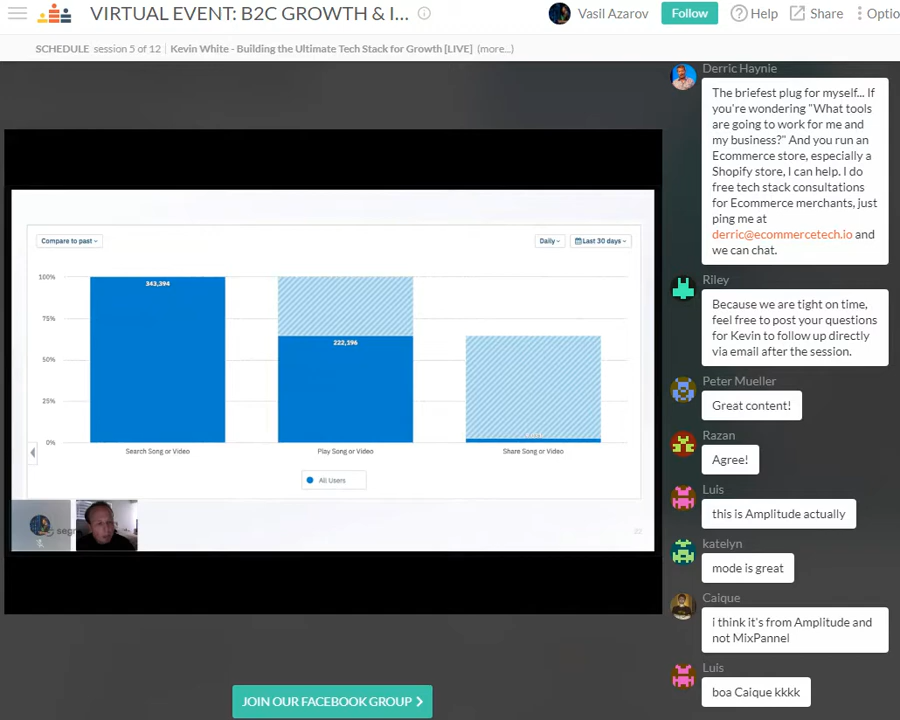 VIRTUAL EVENT: B2C GROWTH & I...
Vasil Azarov
Follow
Help
Share
Optio
SCHEDULE session 5 of 12 | Kevin White - Building the Ultimate Tech Stack for Growth [LIVE] (more...)
Compare to past
Daily
Last 30 days
100%
75%
50%
25%
0%
343,394
222,196
Search Song or Video
Play Song or Video
Share Song or Video
All Users
22
JOIN OUR FACEBOOK GROUP
Derric Haynie
The briefest plug for myself... If
you're wondering "What tools
are going to work for me and
my business?" And you run an
Ecommerce store, especially a
Shopify store, I can help. I do
free tech stack consultations
for Ecommerce merchants, just
ping me at
derric@ecommercetech.io and
we can chat.
Riley
Because we are tight on time,
feel free to post your questions
for Kevin to follow up directly
via email after the session.
Peter Mueller
Great content!
Razan
Agree!
Luis
this is Amplitude actually
katelyn
mode is great
Caique
i think it's from Amplitude and
not MixPannel
Luis
boa Caique kkkk